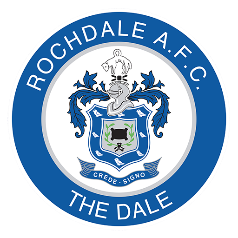 ROCHDALE A.F.C.
CREDE · SIGNO
THE DALE